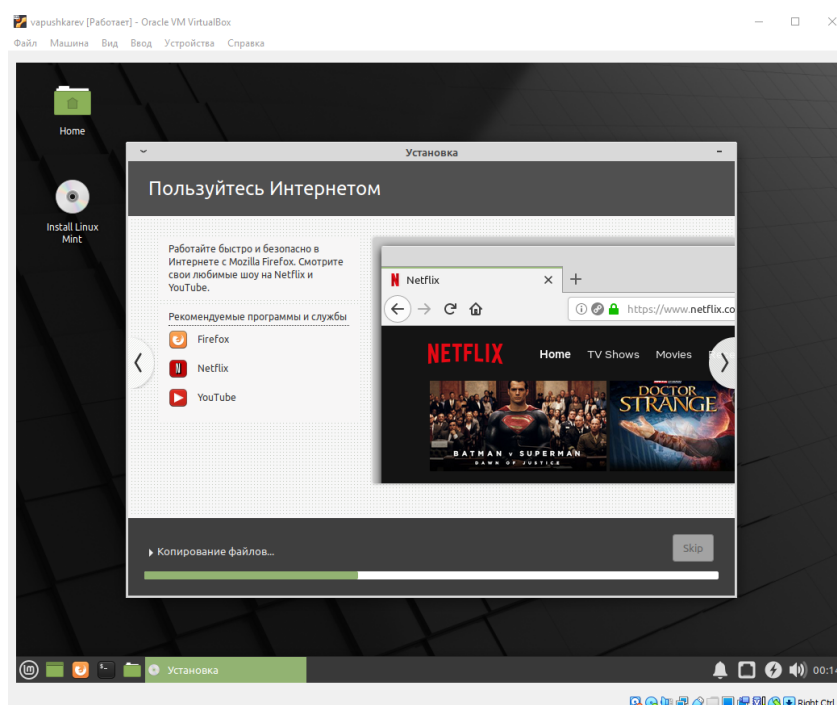 vapushkarev [Работает] - Oracle VM VirtualBox
Файл Машина Вид Ввод Устройства Справка
Home
Install Linux
Mint
Установка
Пользуйтесь Интернетом
Работайте быстро и безопасно в
Интернете с Mozilla Firefox. Смотрите
свои любимые шоу на Netflix и
YouTube.
Рекомендуемые программы и службы
Firefox
Netflix
YouTube
Netflix
https://www.netflix.co
NETFLIX Home TV Shows Movies
BATMAN v SUPERMAN
DAWN OF JUSTICE
DOCTOR
STRANGE
Копирование файлов...
Skip
Установка
00:14
Right Ctrl